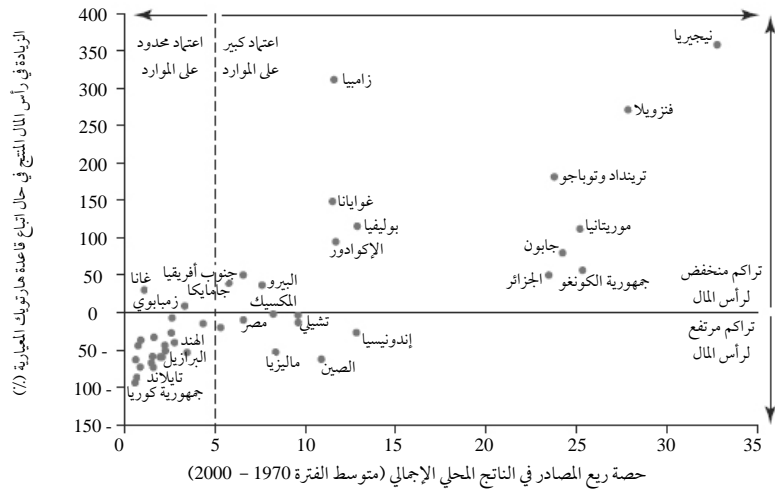 الزيادة في رأس المال المنتج في حال اتباع قاعدة هارتويك المعيارية (٪)
400
350
300
250
200
150
100
50
0
50 -
100 -
150 -
اعتماد محدود
على الموارد
اعتماد كبير
على الموارد
نيجيريا
زامبيا
فنزويلا
ترينداد وتوباجو
غوايانا
بوليفيا
موريتانيا
الإكوادور
جابون
جنوب أفريقيا
البيرو
الجزائر
جمهورية الكونغو
غانا
جامايكا
زمبابوي
المكسيك
تراكم منخفض
لرأس المال
تراكم مرتفع
لرأس المال
مصر
تشيلي
الهند
إندونيسيا
البرازيل
ماليزيا
الصين
تايلاند
جمهورية كوريا
0 5 10 15 20 25 30 35
حصة ريع المصادر في الناتج المحلي الإجمالي (متوسط الفترة 1970 – 2000)